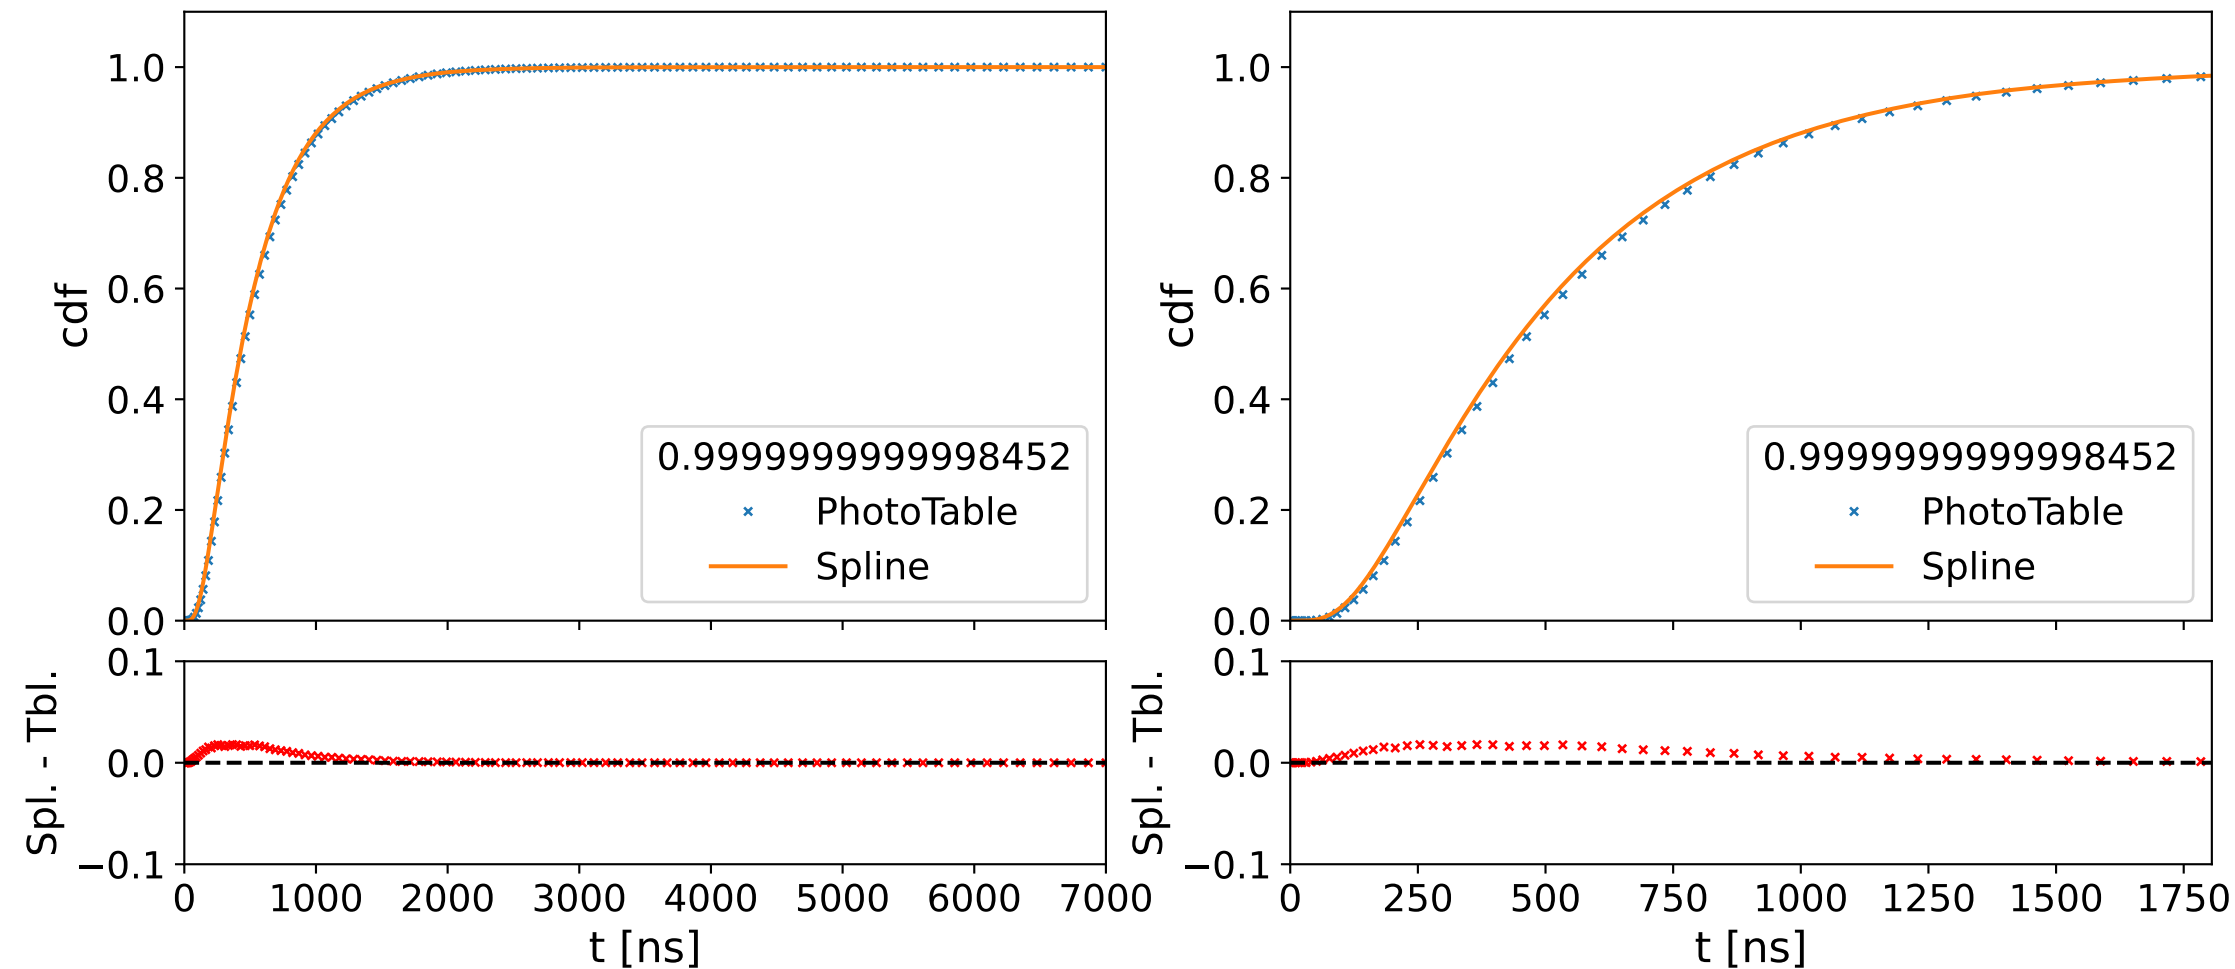 1.0
0.8
0.6
0.4
0.2
0.0
cdf
0.9999999999998452
PhotoTable
Spline
0.1
0.0
−0.1
Spl. - Tbl.
0 1000 2000 3000 4000 5000 6000 7000
t [ns]
1.0
0.8
0.6
0.4
0.2
0.0
cdf
0.9999999999998452
PhotoTable
Spline
0.1
0.0
−0.1
Spl. - Tbl.
0 250 500 750 1000 1250 1500 1750
t [ns]